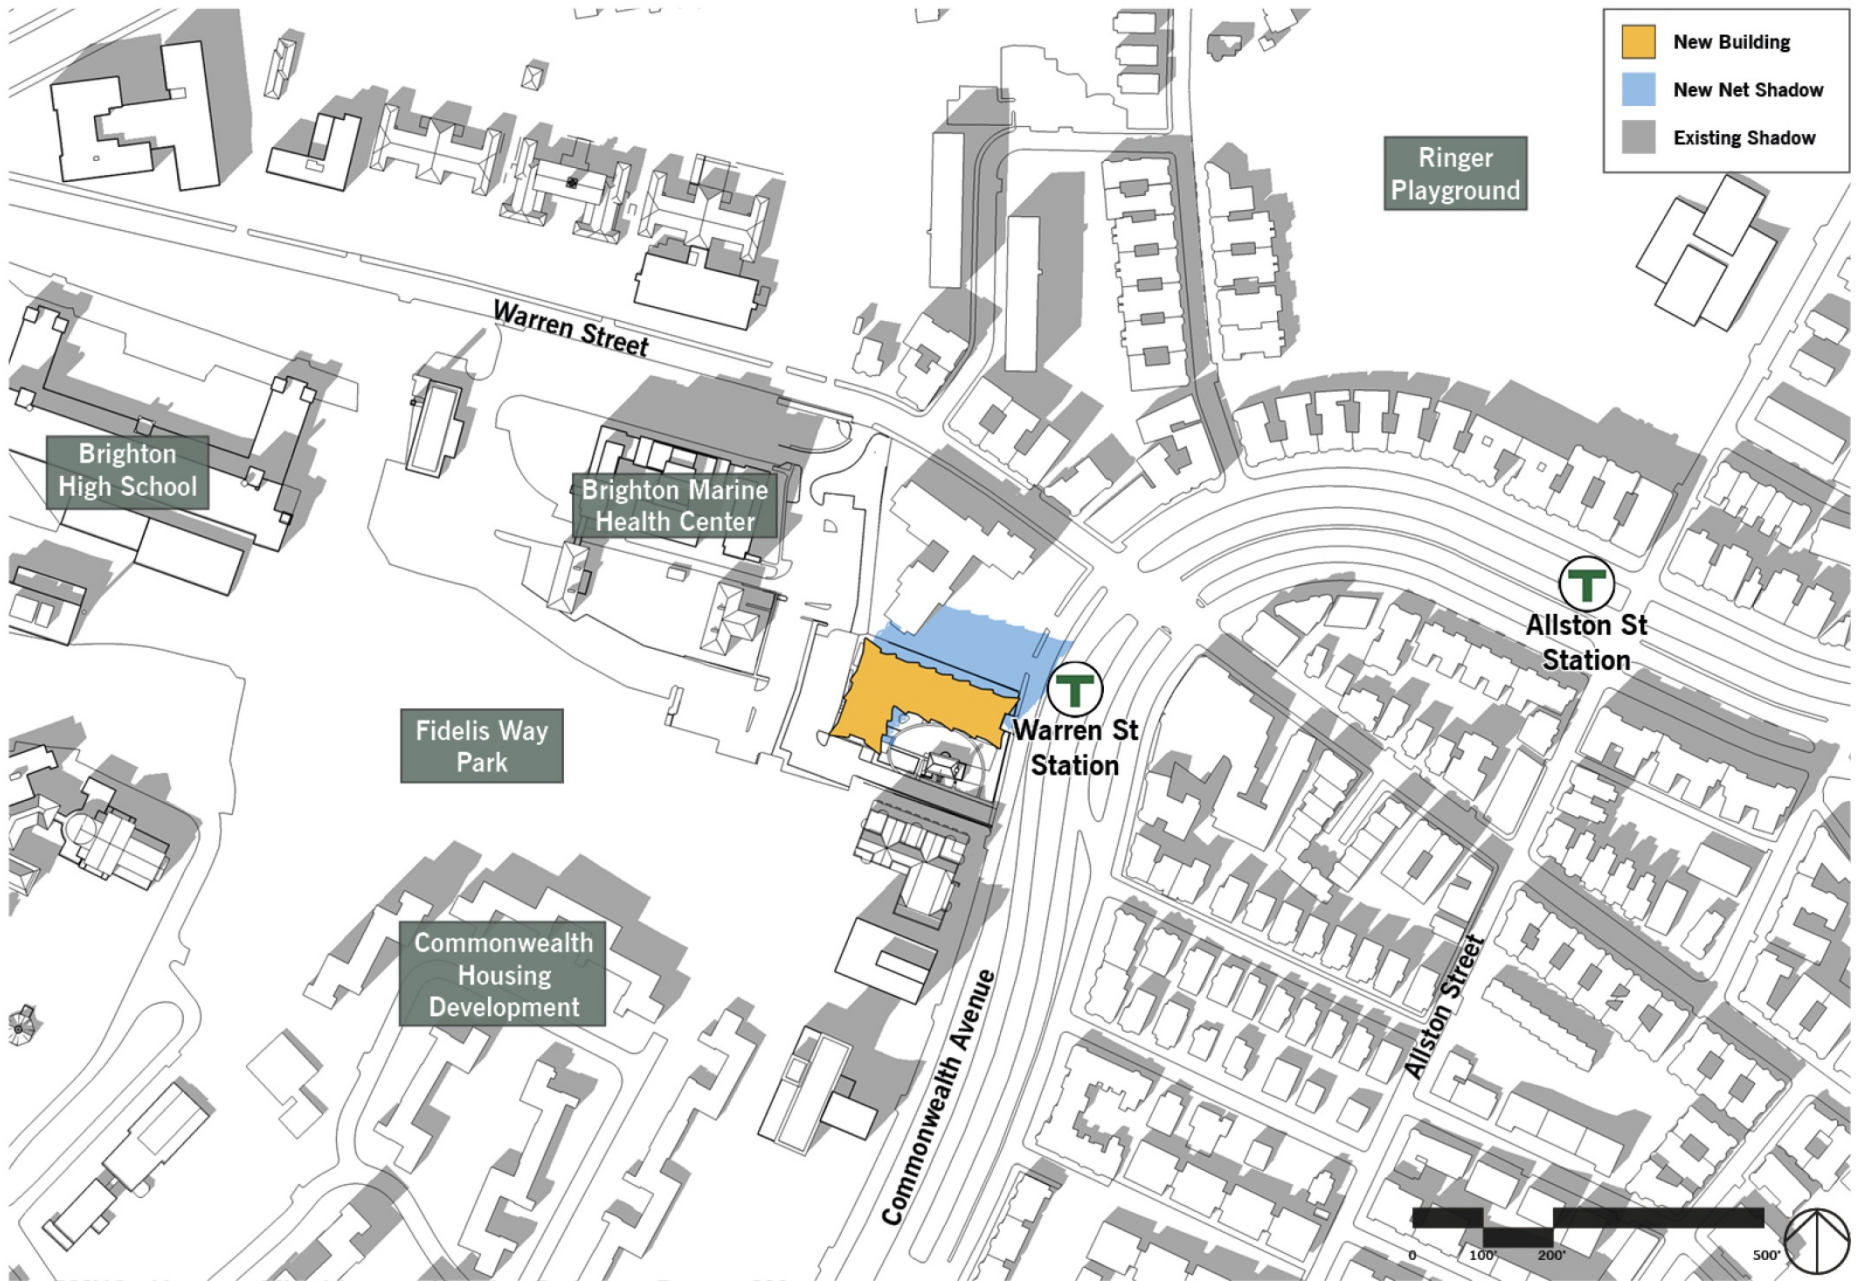 New Building
New Net Shadow
Existing Shadow
Ringer
Playground
Warren Street
Brighton
High School
Brighton Marine
Health Center
T
Allston St
Station
T
Warren St
Station
Fidelis Way
Park
Commonwealth
Housing
Development
Commonwealth Avenue
Allston Street
0
100'
200'
500'